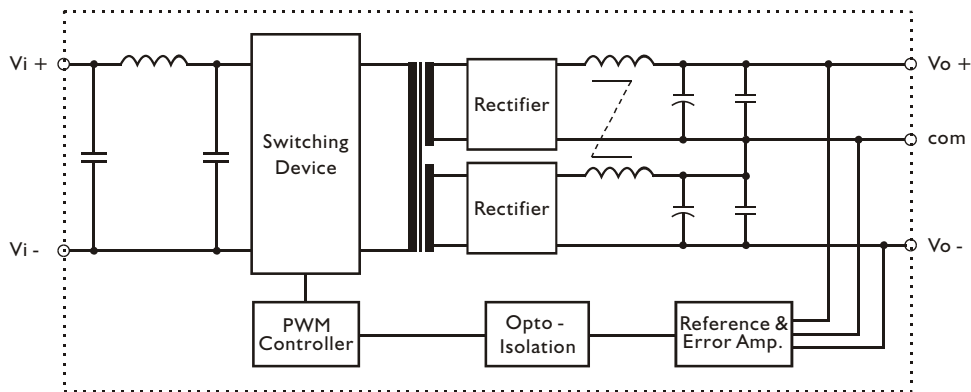 Vi +
Vo +
Rectifier
Switching
Device
com
Rectifier
Vi -
Vo -
PWM
Controller
Opto -
Isolation
Reference &
Error Amp.